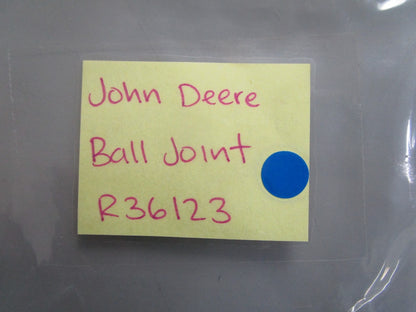 John Deere
Ball Joint
R36123